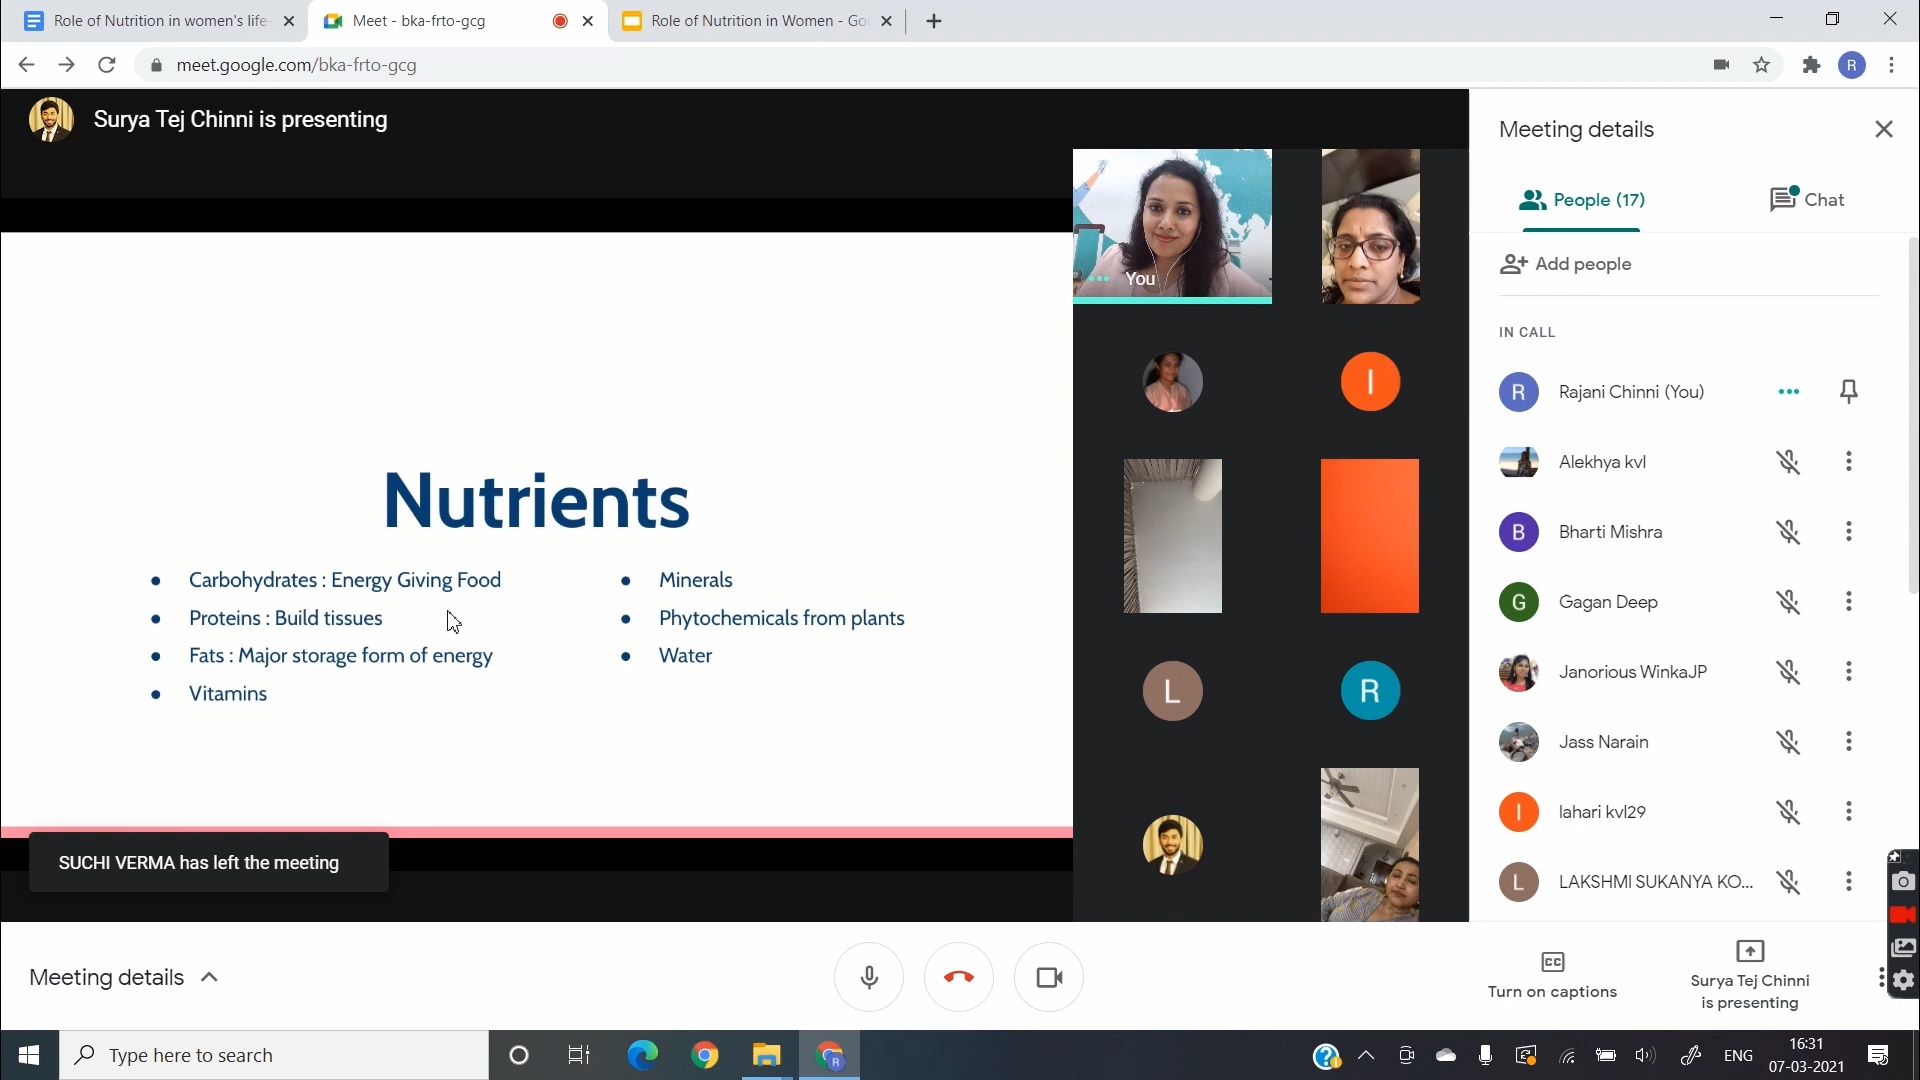 Role of Nutrition in women's life-
Meet - bka-frto-gcg
Role of Nutrition in Women - Goo
meet.google.com/bka-frto-gcg
R
Surya Tej Chinni is presenting
You
Meeting details
People (17)
Chat
Add people
IN CALL
R
Rajani Chinni (You)
Alekhya kvl
B
Bharti Mishra
G
Gagan Deep
Janorious WinkaJP
Jass Narain
l
lahari kvl29
L
LAKSHMI SUKANYA KO...
l
L
R
Nutrients
Carbohydrates : Energy Giving Food
Proteins : Build tissues
Fats : Major storage form of energy
Vitamins
Minerals
Phytochemicals from plants
Water
SUCHI VERMA has left the meeting
Meeting details
CC
Turn on captions
Surya Tej Chinni
is presenting
Type here to search
R
ENG
16:31
07-03-2021